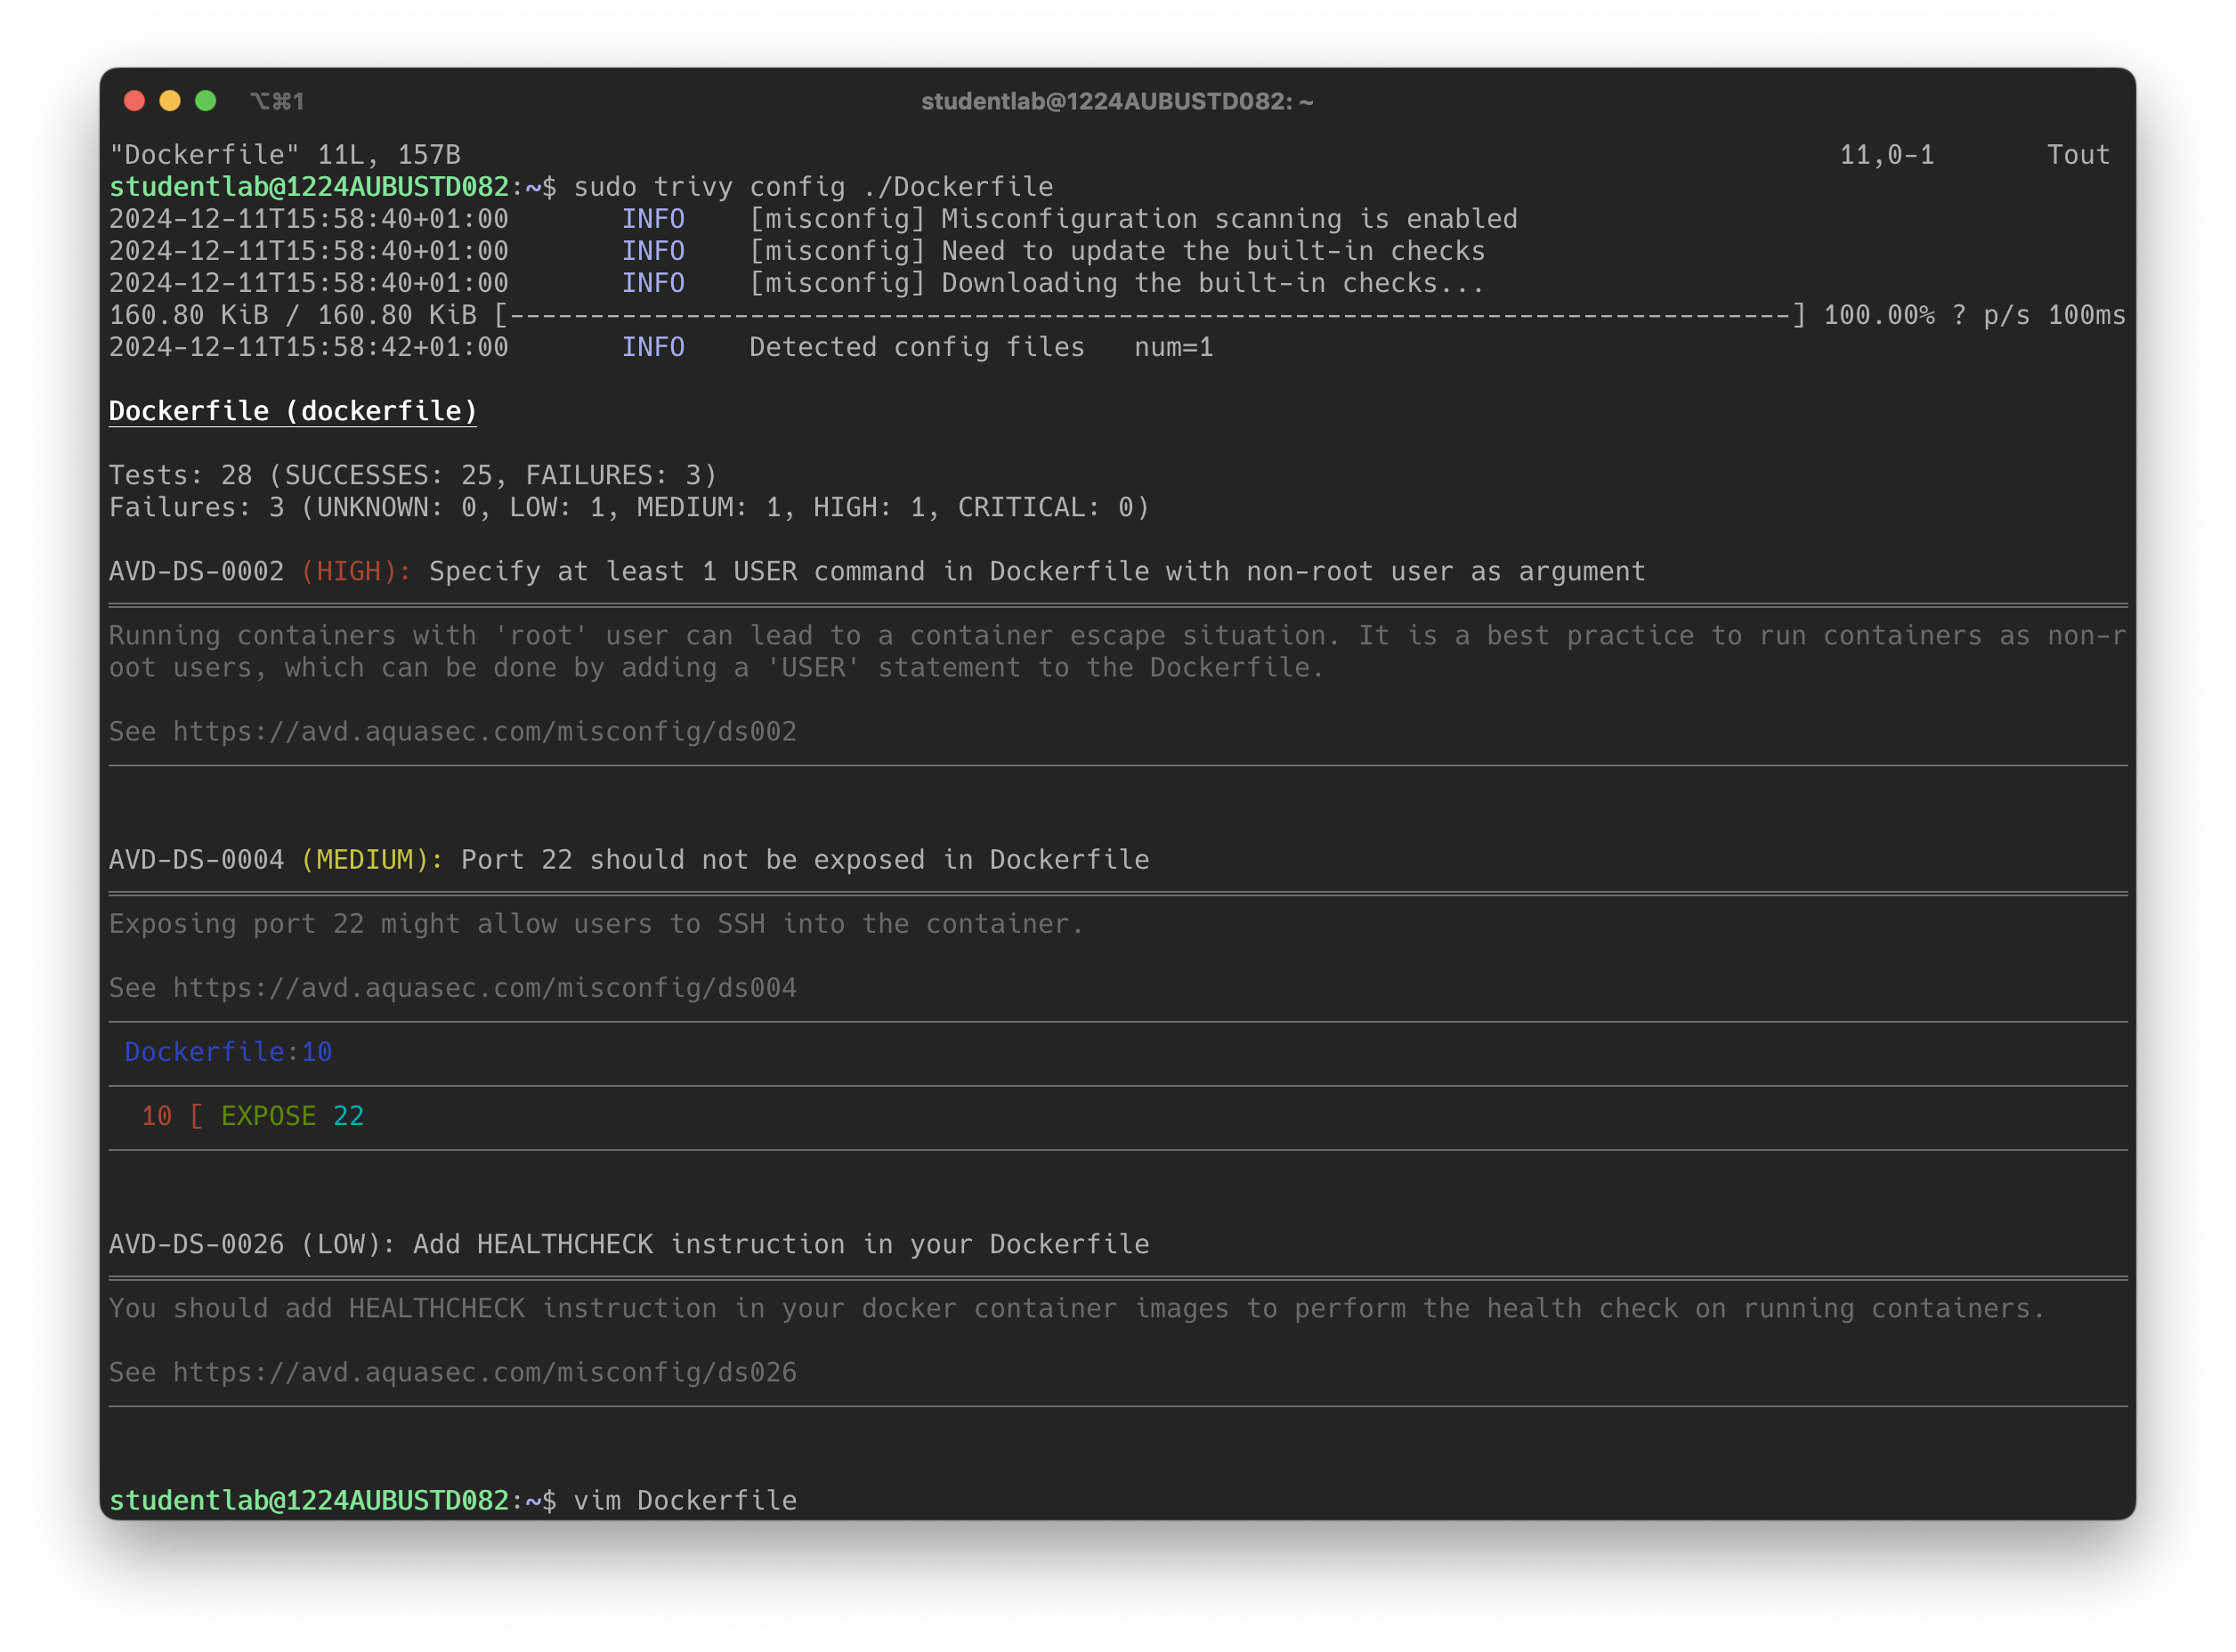 ⌥⌘1 studentlab@1224AUBUSTD082: ~
"Dockerfile" 11L, 157B 11,0-1 Tout
studentlab@1224AUBUSTD082:~$ sudo trivy config ./Dockerfile
2024-12-11T15:58:40+01:00 INFO [misconfig] Misconfiguration scanning is enabled
2024-12-11T15:58:40+01:00 INFO [misconfig] Need to update the built-in checks
2024-12-11T15:58:40+01:00 INFO [misconfig] Downloading the built-in checks...
160.80 KiB / 160.80 KiB [--------------------------------------------------------------------------------] 100.00% ? p/s 100ms
2024-12-11T15:58:42+01:00 INFO Detected config files num=1
Dockerfile (dockerfile)
Tests: 28 (SUCCESSES: 25, FAILURES: 3)
Failures: 3 (UNKNOWN: 0, LOW: 1, MEDIUM: 1, HIGH: 1, CRITICAL: 0)
AVD-DS-0002 (HIGH): Specify at least 1 USER command in Dockerfile with non-root user as argument
Running containers with 'root' user can lead to a container escape situation. It is a best practice to run containers as non-r
oot users, which can be done by adding a 'USER' statement to the Dockerfile.
See https://avd.aquasec.com/misconfig/ds002
AVD-DS-0004 (MEDIUM): Port 22 should not be exposed in Dockerfile
Exposing port 22 might allow users to SSH into the container.
See https://avd.aquasec.com/misconfig/ds004
Dockerfile:10
10 [ EXPOSE 22
AVD-DS-0026 (LOW): Add HEALTHCHECK instruction in your Dockerfile
You should add HEALTHCHECK instruction in your docker container images to perform the health check on running containers.
See https://avd.aquasec.com/misconfig/ds026
studentlab@1224AUBUSTD082:~$ vim Dockerfile